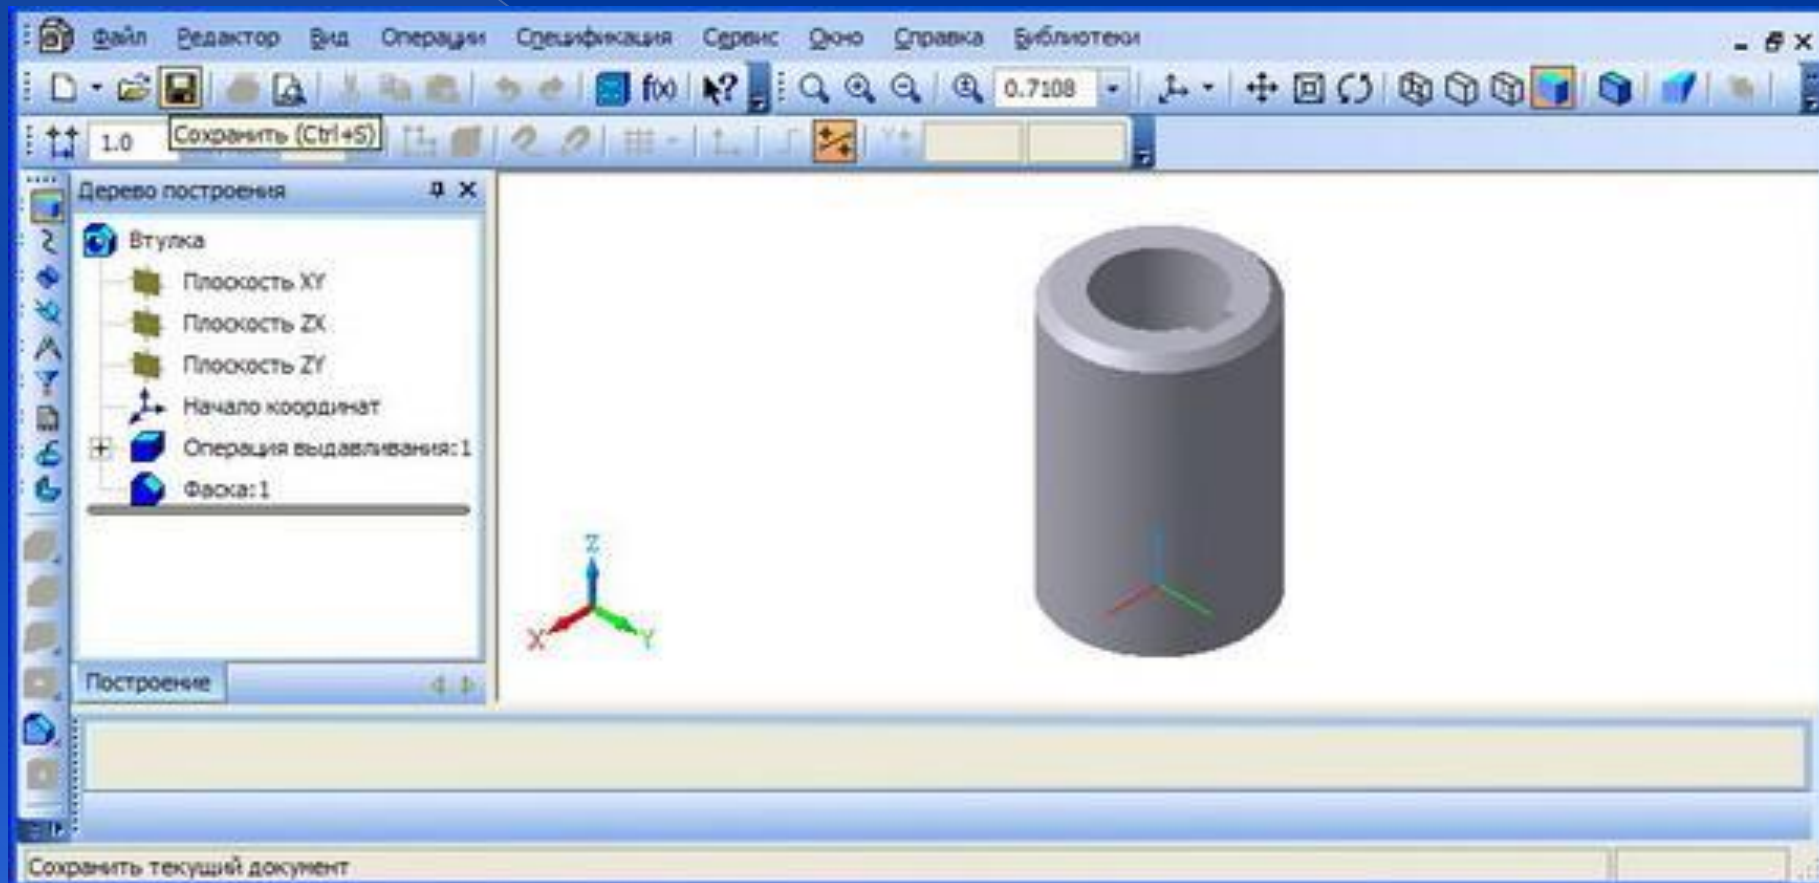 Файл Редактор Вид Операции Спецификация Сервис Окно Справка Библиотеки
f(x) 0.7108
1.0 Сохранить (Ctrl+S)
Дерево построения
Втулка
Плоскость XY
Плоскость ZX
Плоскость ZY
Начало координат
Операция выдавливания:1
Фаска:1
Z
X Y
Построение
Сохранить текущий документ